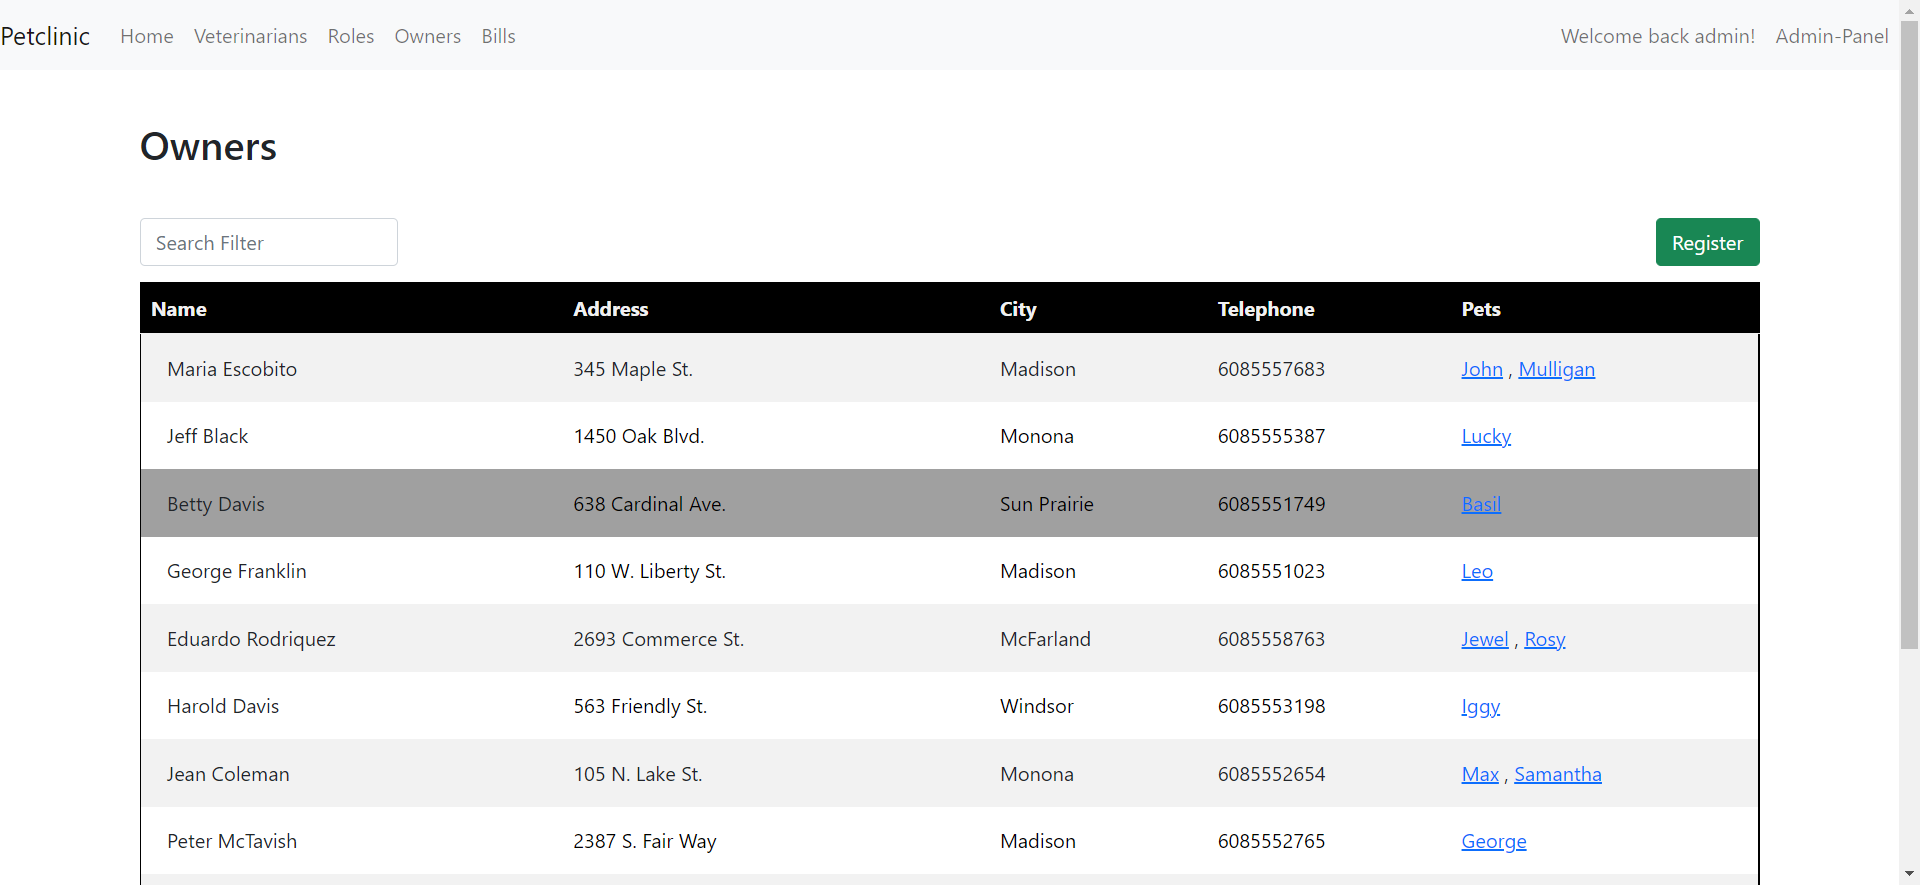 Petclinic Home Veterinarians Roles Owners Bills Welcome back admin! Admin-Panel
Owners
Search Filter Register
Name Address City Telephone Pets
Maria Escobito 345 Maple St. Madison 6085557683 John , Mulligan
Jeff Black 1450 Oak Blvd. Monona 6085555387 Lucky
Betty Davis 638 Cardinal Ave. Sun Prairie 6085551749 Basil
George Franklin 110 W. Liberty St. Madison 6085551023 Leo
Eduardo Rodriquez 2693 Commerce St. McFarland 6085558763 Jewel , Rosy
Harold Davis 563 Friendly St. Windsor 6085553198 Iggy
Jean Coleman 105 N. Lake St. Monona 6085552654 Max , Samantha
Peter McTavish 2387 S. Fair Way Madison 6085552765 George